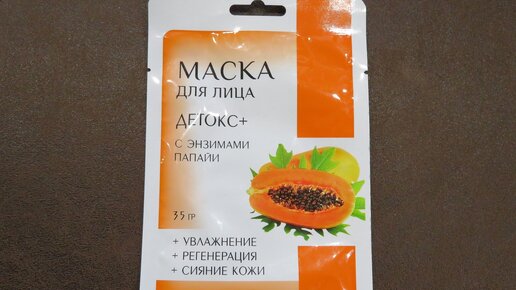 МАСКА
ДЛЯ ЛИЦА
ДЕТОКС+
С ЭНЗИМАМИ
ПАПАЙИ
35 ГР
+ УВЛАЖНЕНИЕ
+ РЕГЕНЕРАЦИЯ
+ СИЯНИЕ КОЖИ